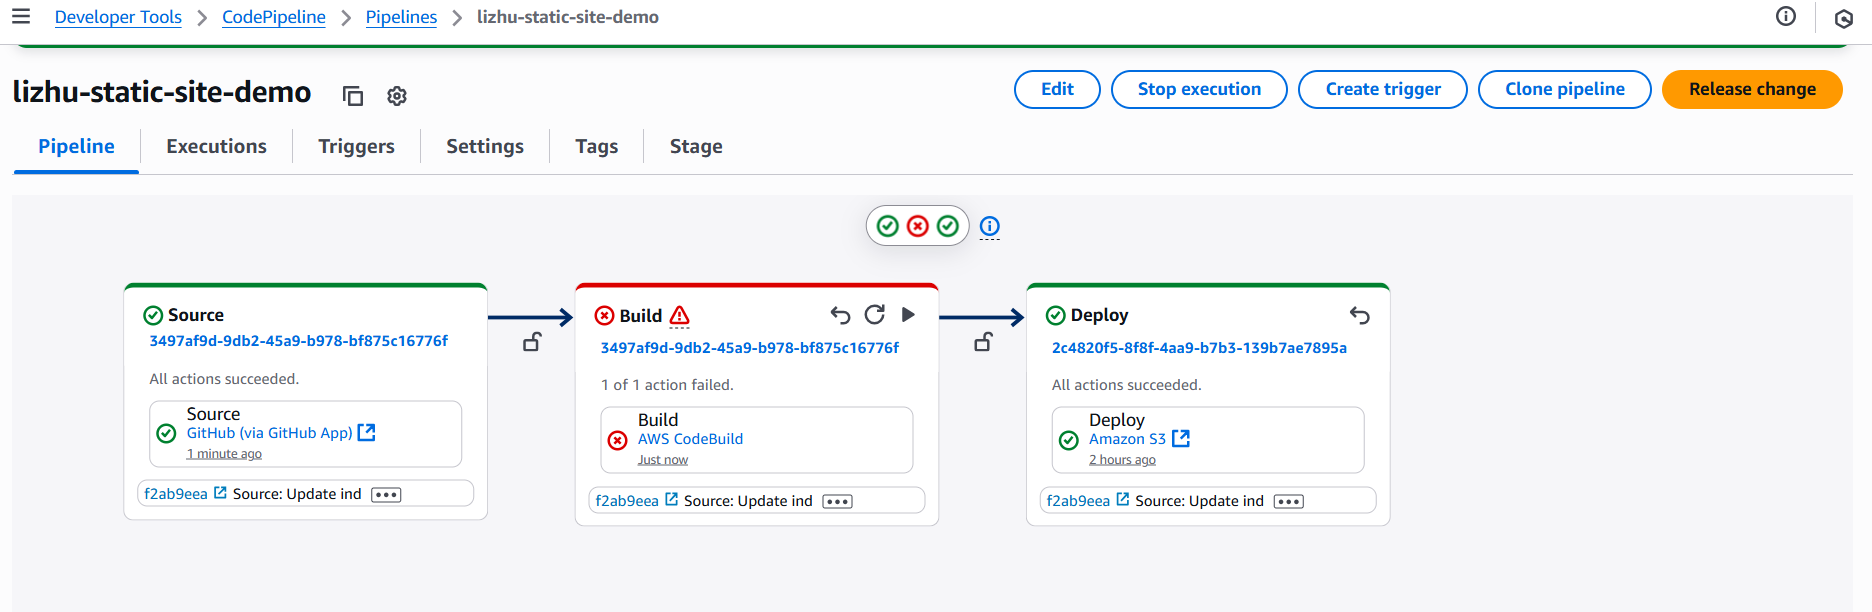 Developer Tools > CodePipeline > Pipelines > lizhu-static-site-demo
lizhu-static-site-demo
Edit
Stop execution
Create trigger
Clone pipeline
Release change
Pipeline
Executions
Triggers
Settings
Tags
Stage
Source
3497af9d-9db2-45a9-b978-bf875c16776f
All actions succeeded.
Source
GitHub (via GitHub App)
1 minute ago
f2ab9eea Source: Update ind
Build
3497af9d-9db2-45a9-b978-bf875c16776f
1 of 1 action failed.
Build
AWS CodeBuild
Just now
f2ab9eea Source: Update ind
Deploy
2c4820f5-8f8f-4aa9-b7b3-139b7ae7895a
All actions succeeded.
Deploy
Amazon S3
2 hours ago
f2ab9eea Source: Update ind